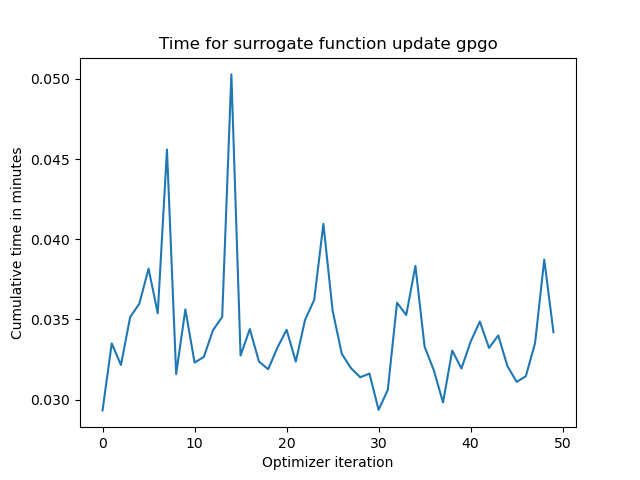 Time for surrogate function update gpgo
Cumulative time in minutes
0.050
0.045
0.040
0.035
0.030
0 10 20 30 40 50
Optimizer iteration